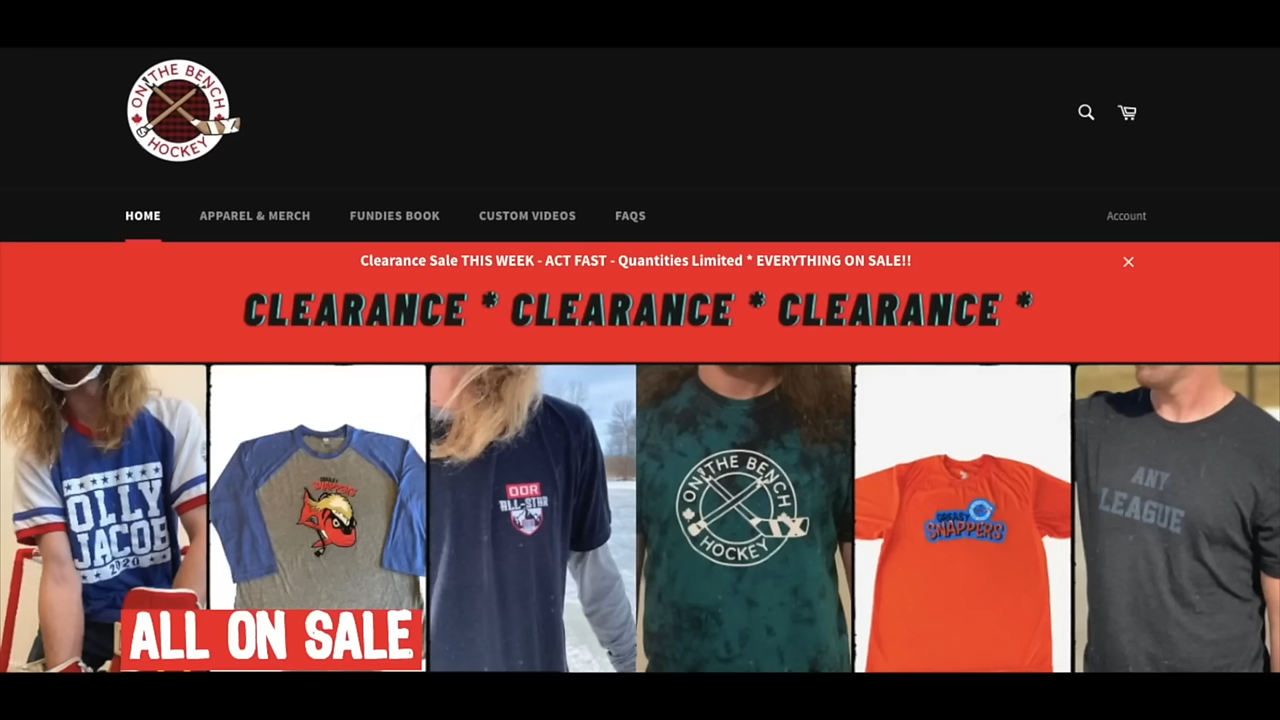 ON THE BENCH
HOCKEY
HOME APPAREL & MERCH FUNDIES BOOK CUSTOM VIDEOS FAQS Account
Clearance Sale THIS WEEK - ACT FAST - Quantities Limited * EVERYTHING ON SALE!!
CLEARANCE * CLEARANCE * CLEARANCE *
OLLY
JACOB
2020
SNAPPERS
ODR
ALL-STAR
ON THE BENCH
HOCKEY
SNAPPERS
ANY
LEAGUE
ALL ON SALE